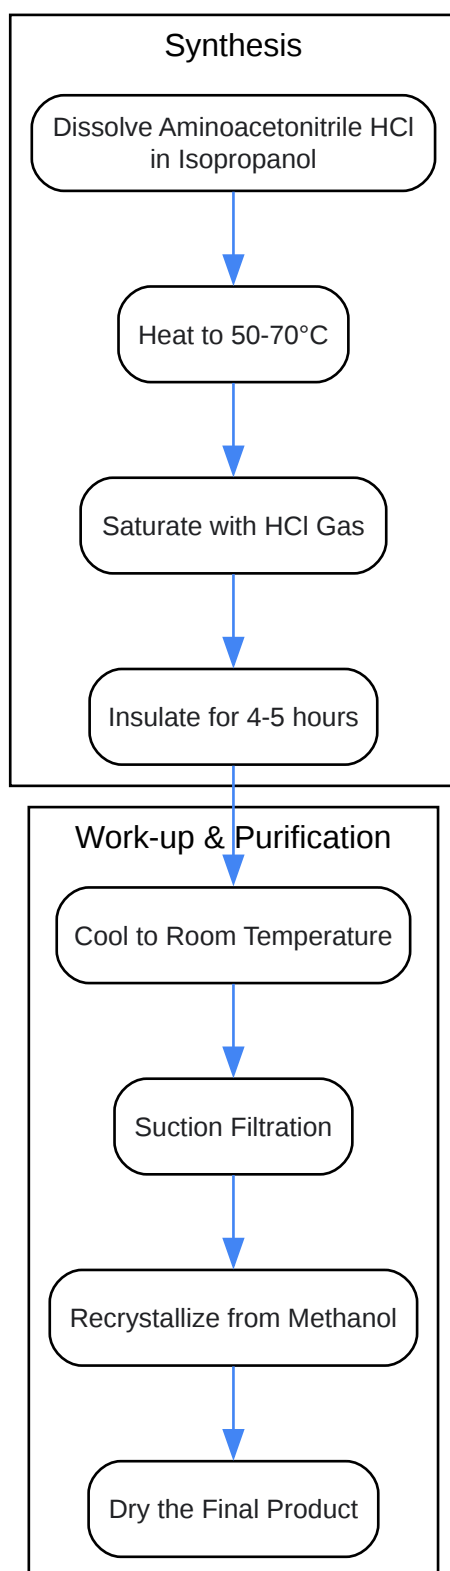 Synthesis
Dissolve Aminoacetonitrile HCl
in Isopropanol
Heat to 50-70°C
Saturate with HCl Gas
Insulate for 4-5 hours
Work-up & Purification
Cool to Room Temperature
Suction Filtration
Recrystallize from Methanol
Dry the Final Product